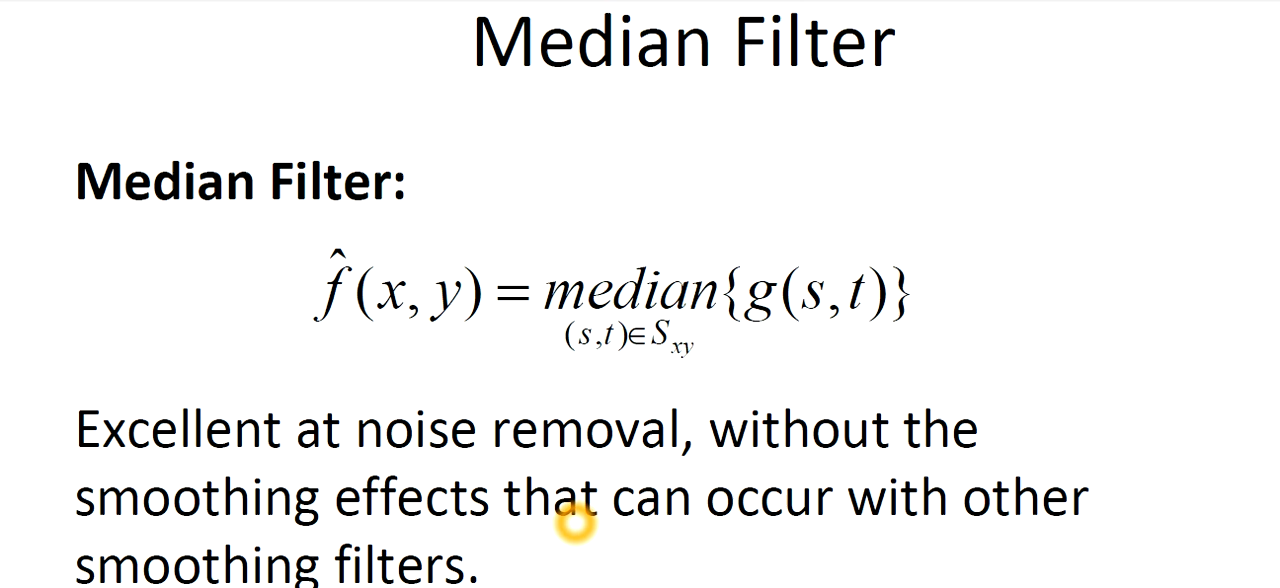 Median Filter
Median Filter:
f̂(x, y) = median{g(s,t)}
(s,t)∈S_xy
Excellent at noise removal, without the
smoothing effects that can occur with other
smoothing filters.